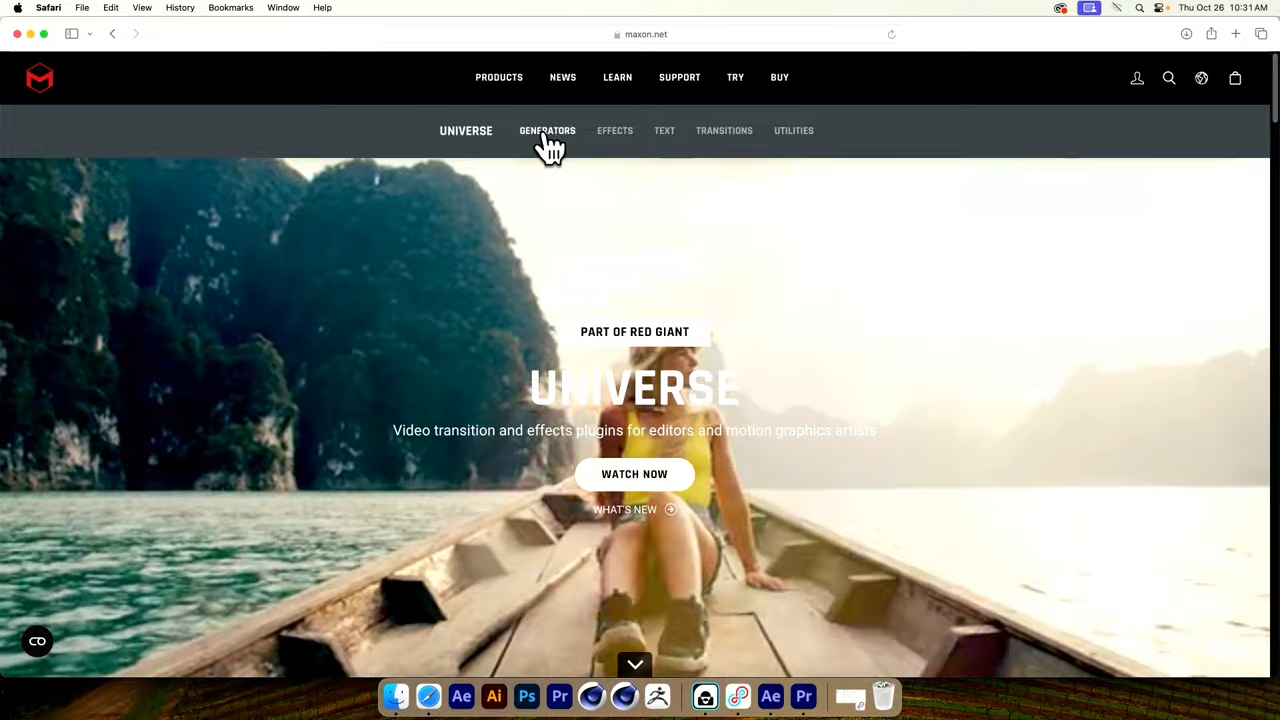 Safari File Edit View History Bookmarks Window Help Thu Oct 26 10:31 AM
maxon.net
PRODUCTS NEWS LEARN SUPPORT TRY BUY
UNIVERSE GENERATORS EFFECTS TEXT TRANSITIONS UTILITIES
PART OF RED GIANT
UNIVERSE
Video transition and effects plugins for editors and motion graphics artists
WATCH NOW
WHAT'S NEW
Ae Ai Ps Pr Ae Pr